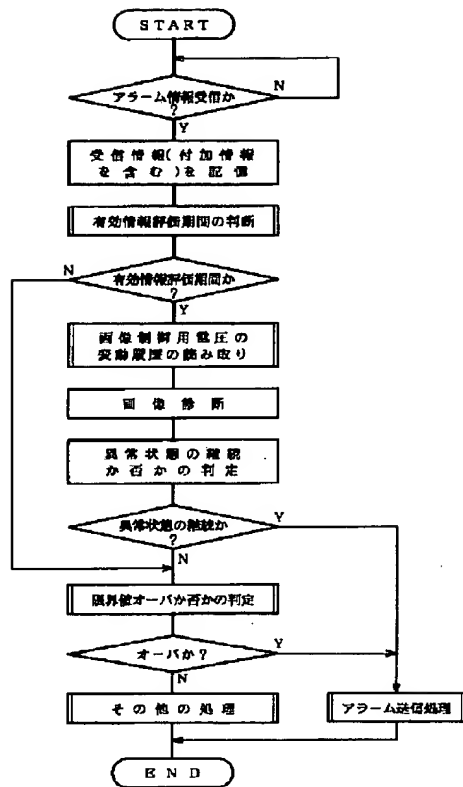 START
アラーム情報受信か
?
N
Y
受信情報(付加情報
を含む)を記憶
有効情報評価期間の判断
N
有効情報評価期間か
?
Y
画像制御用電圧の
変動履歴の読み取り
画像診断
異常状態の継続
か否かの判定
異常状態の継続か
?
Y
N
限界値オーバか否かの判定
オーバか?
Y
N
その他の処理
アラーム送信処理
END